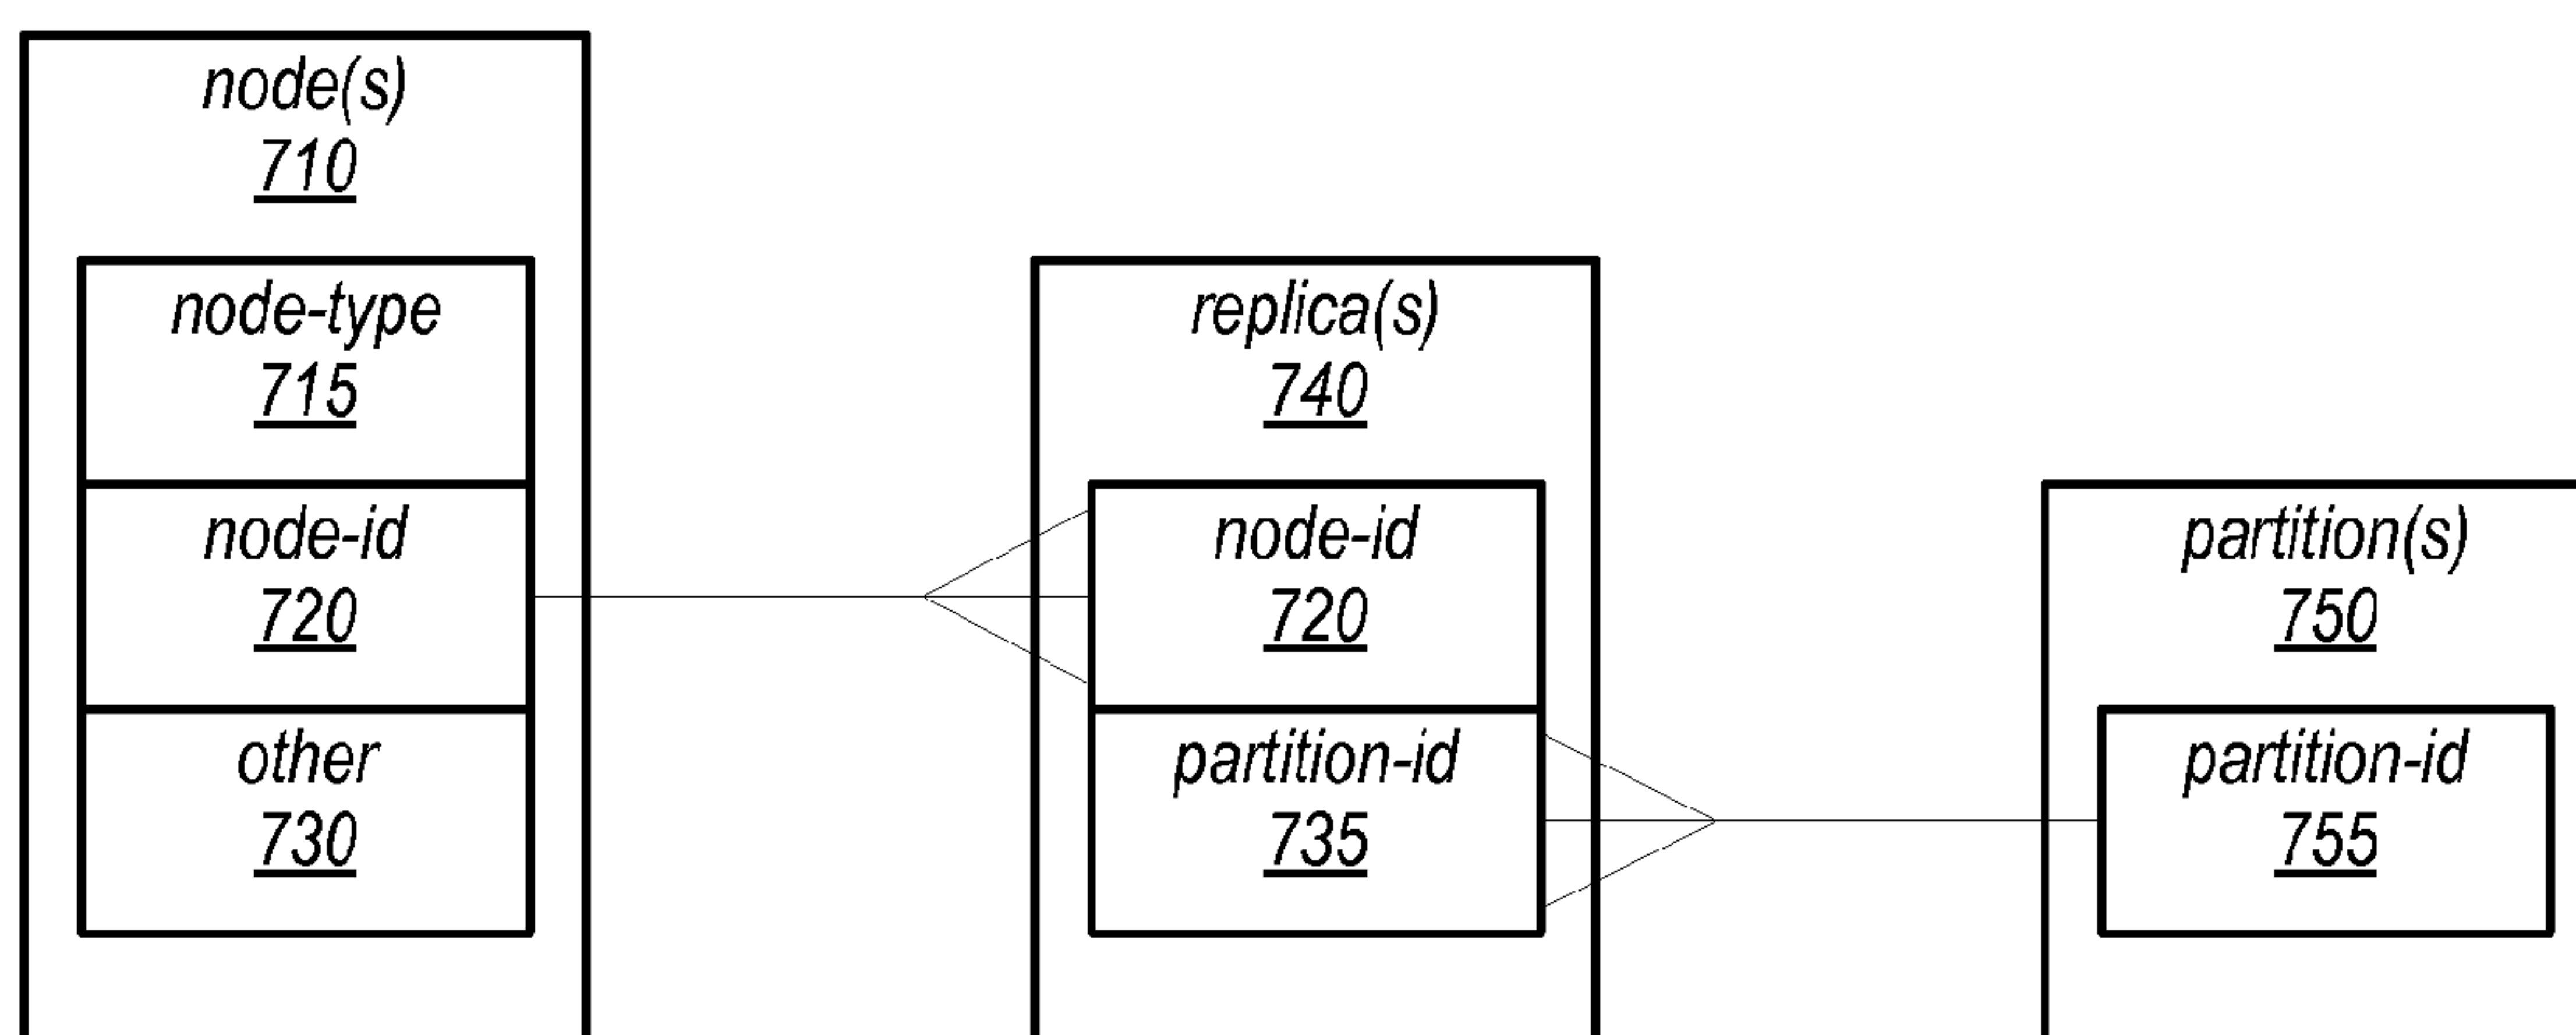 node(s)
710
node-type
715
node-id
720
other
730
replica(s)
740
node-id
720
partition-id
735
partition(s)
750
partition-id
755